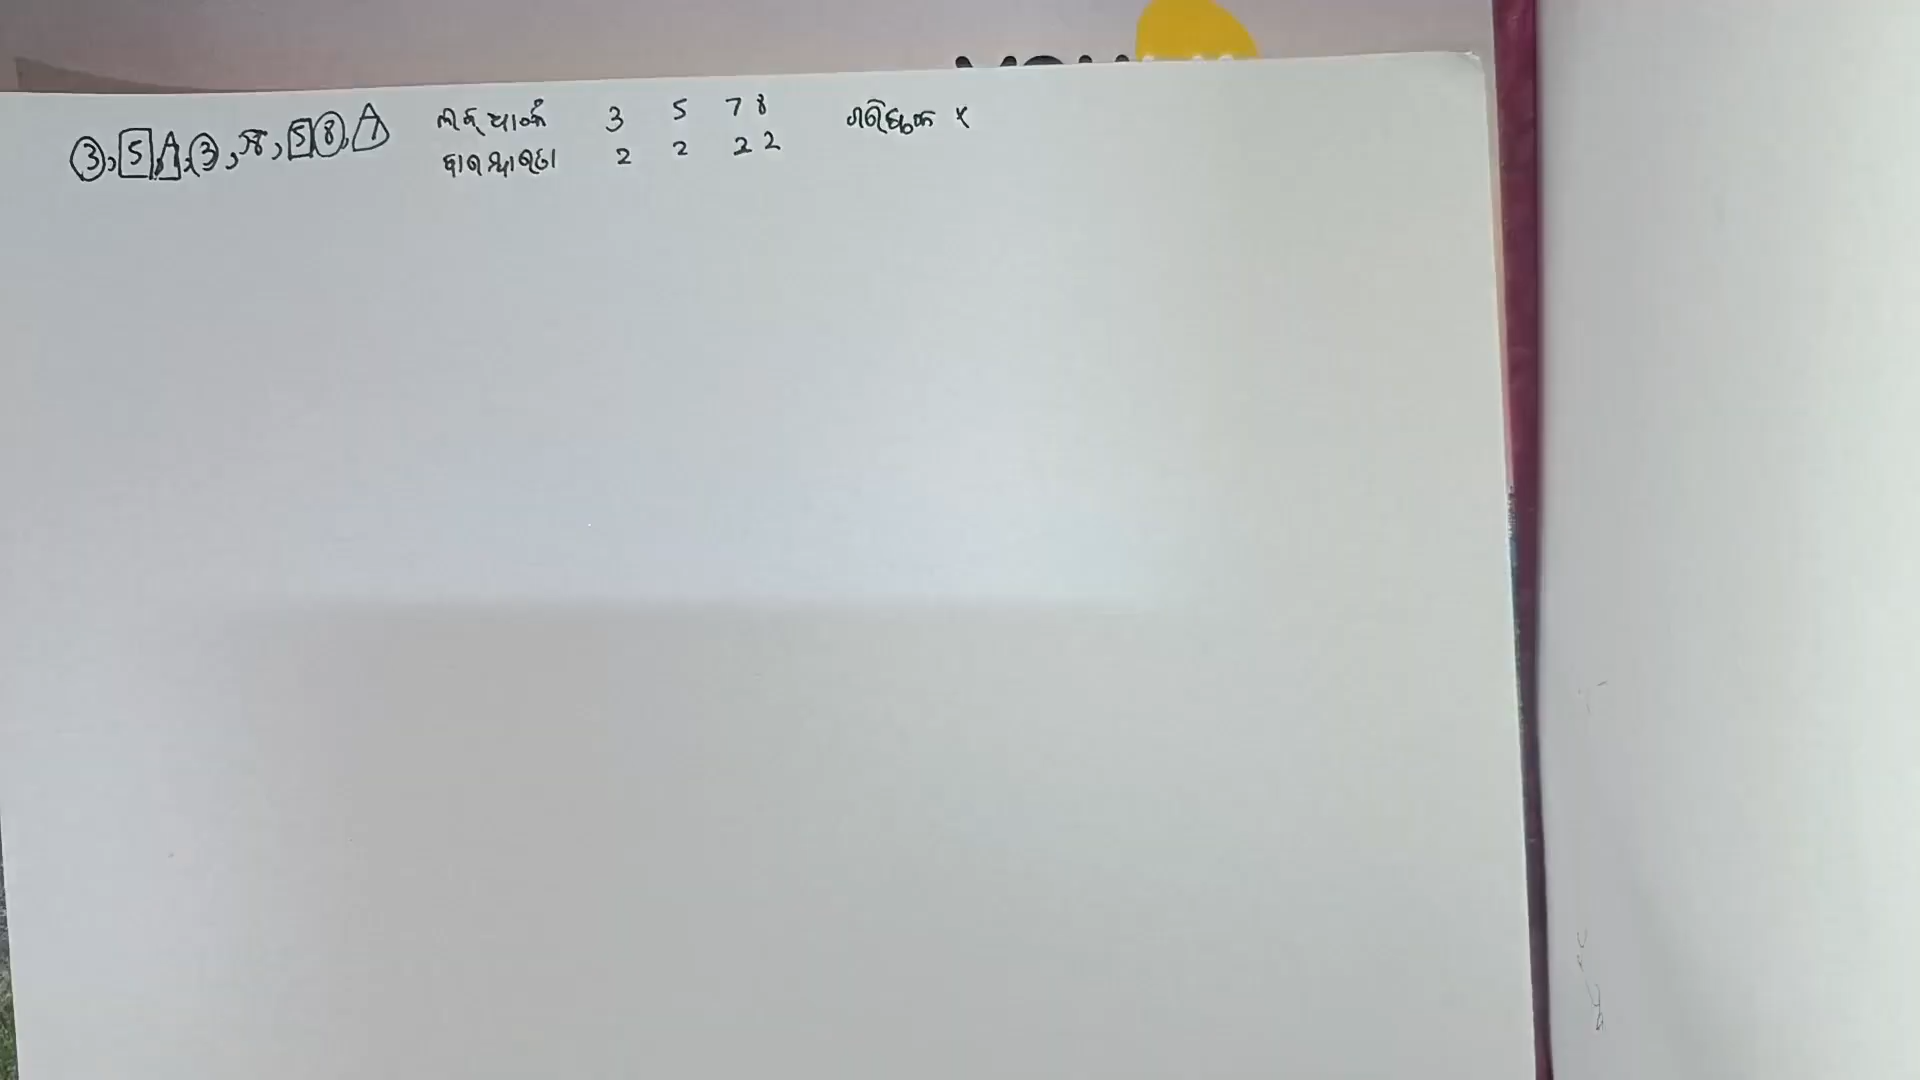 3, 5, 7, 3, 8, 5 8, 7 ଲବ୍ଧାଙ୍କ 3 5 7 8 ଗରିଷ୍ଠକ x
ବାରମ୍ବାରତା 2 2 2 2